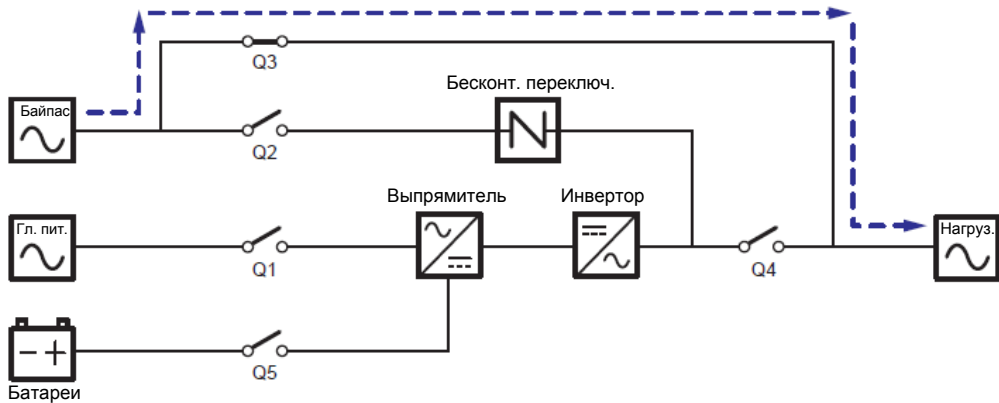 Q3
Бесконт. переключ.
Байпас
Q2
Выпрямитель
Инвертор
Гл. пит.
Q1
Q4
Нагруз.
Q5
Батареи